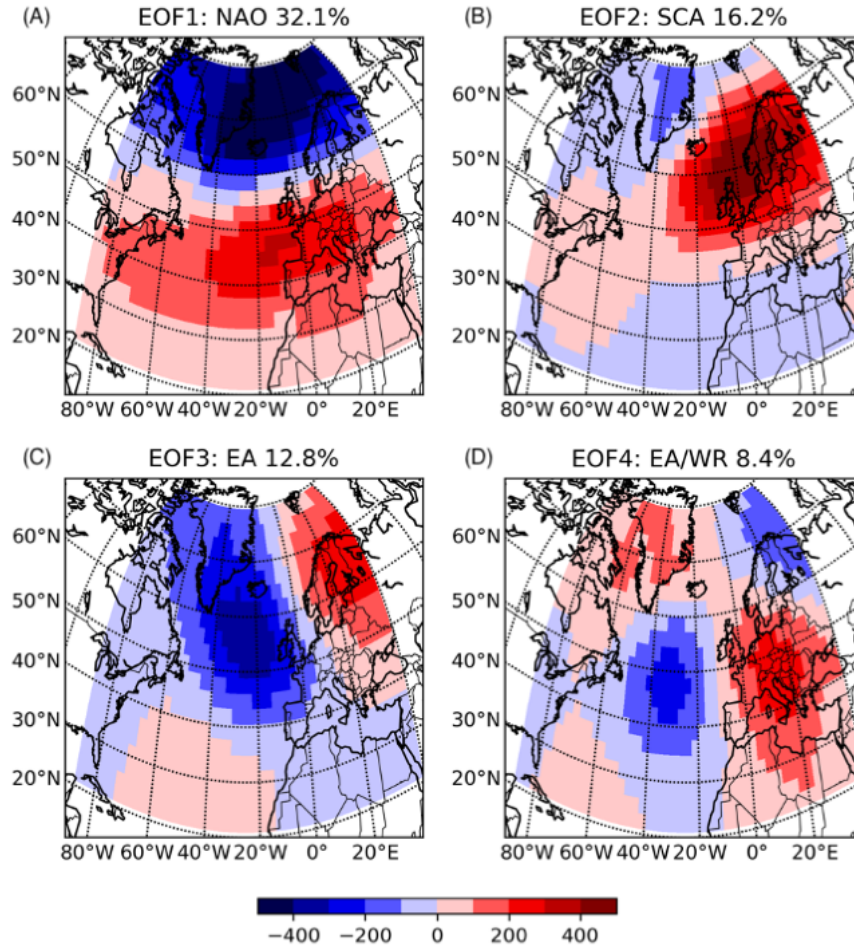 (A) EOF1: NAO 32.1% (B) EOF2: SCA 16.2%
60°N 60°N
50°N 50°N
40°N 40°N
30°N 30°N
20°N 20°N
80°W 60°W 40°W 20°W 0° 20°E 80°W 60°W 40°W 20°W 0° 20°E
(C) EOF3: EA 12.8% (D) EOF4: EA/WR 8.4%
60°N 60°N
50°N 50°N
40°N 40°N
30°N 30°N
20°N 20°N
80°W 60°W 40°W 20°W 0° 20°E 80°W 60°W 40°W 20°W 0° 20°E
−400 −200 0 200 400